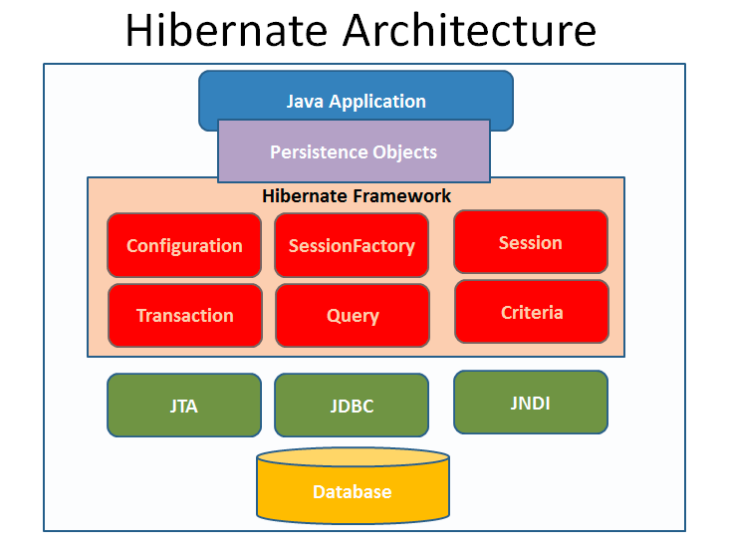 Hibernate Architecture
Java Application
Persistence Objects
Hibernate Framework
Configuration
SessionFactory
Session
Transaction
Query
Criteria
JTA
JDBC
JNDI
Database